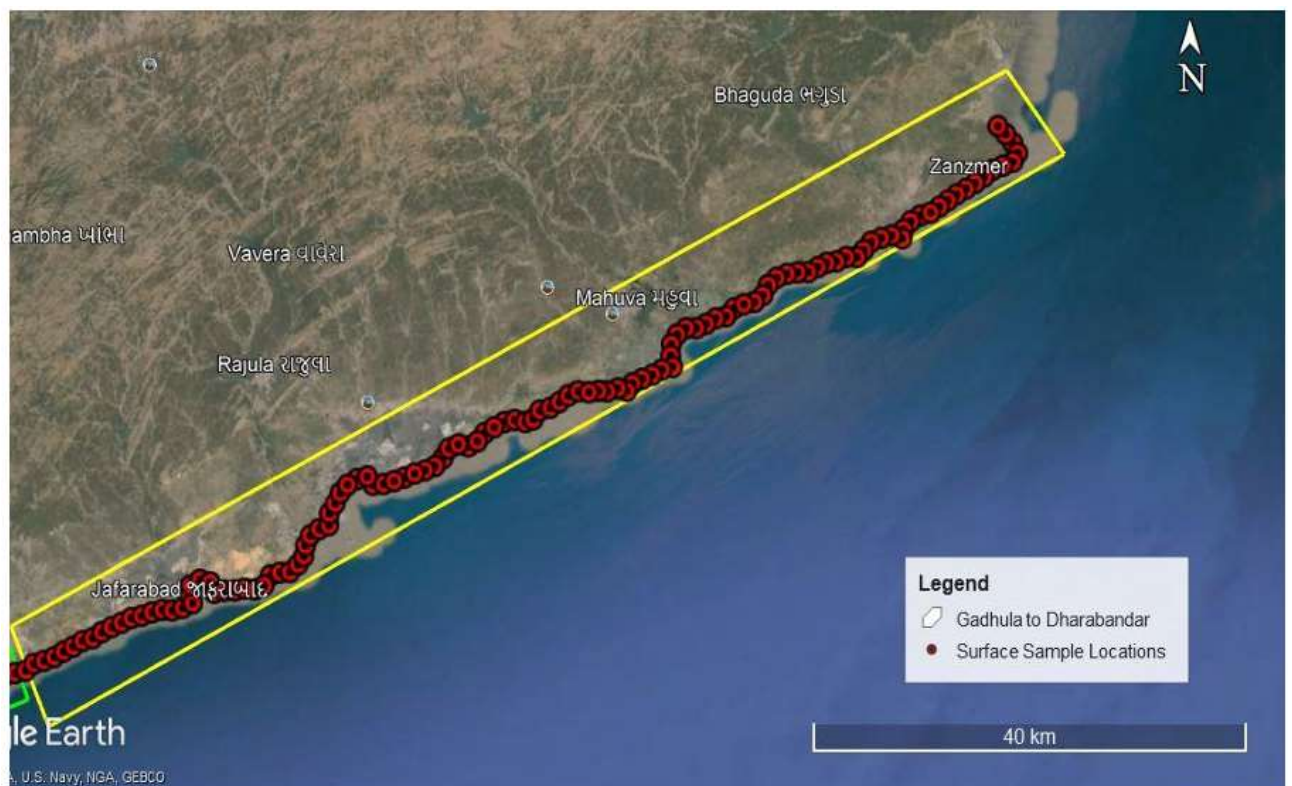 N
Bhaguda ભગુડા
Zanzmer
ambha ખાંભા
Vavera વાવેરા
Mahuva મહુવા
Rajula રાજુલા
Jafarabad જાફરાબાદ
Legend
Gadhula to Dharabandar
Surface Sample Locations
40 km
le Earth
A, U.S. Navy, NGA, GEBCO